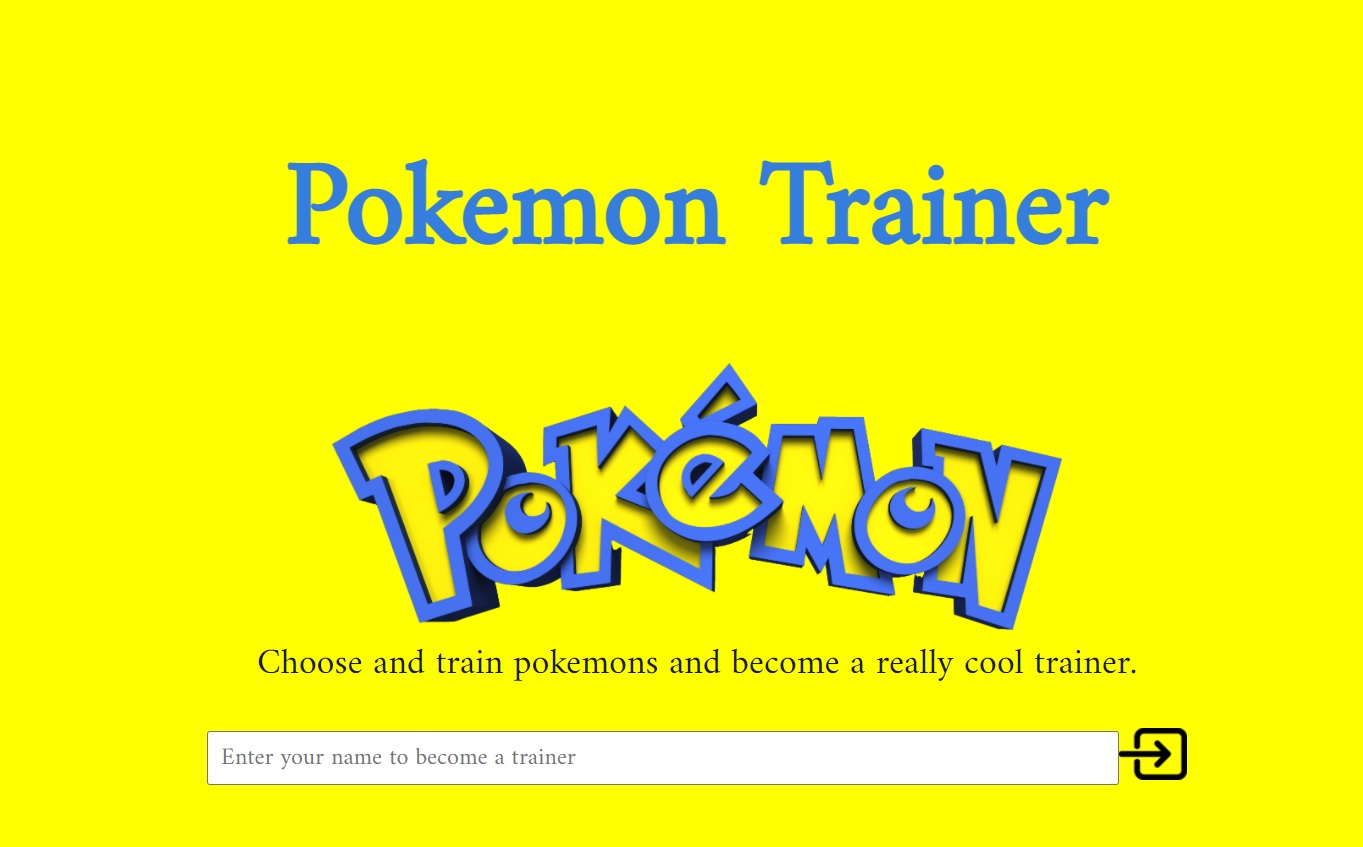 Pokemon Trainer
POKéMON
Choose and train pokemons and become a really cool trainer.
Enter your name to become a trainer